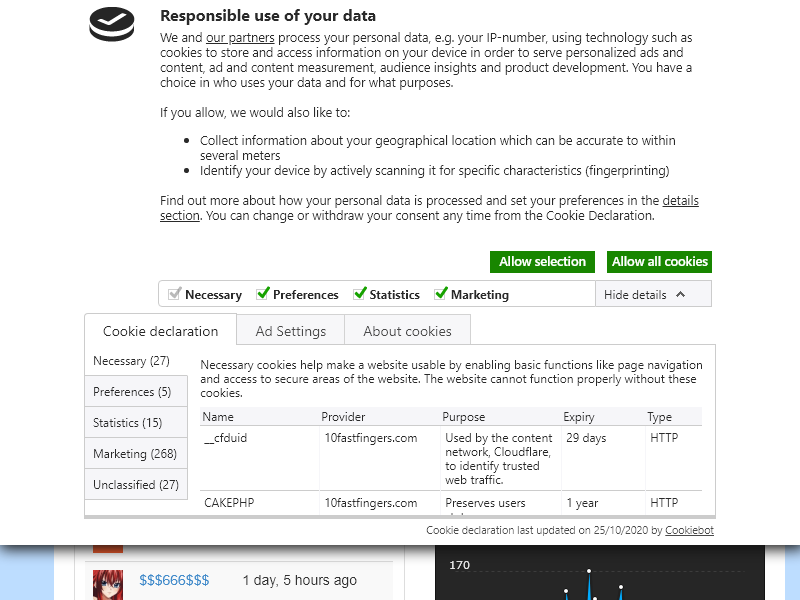 Responsible use of your data
We and our partners process your personal data, e.g. your IP-number, using technology such as
cookies to store and access information on your device in order to serve personalized ads and
content, ad and content measurement, audience insights and product development. You have a
choice in who uses your data and for what purposes.
If you allow, we would also like to:
Collect information about your geographical location which can be accurate to within
several meters
Identify your device by actively scanning it for specific characteristics (fingerprinting)
Find out more about how your personal data is processed and set your preferences in the details
section. You can change or withdraw your consent any time from the Cookie Declaration.
Allow selection Allow all cookies
Necessary Preferences Statistics Marketing Hide details
Cookie declaration Ad Settings About cookies
Necessary (27)
Preferences (5)
Statistics (15)
Marketing (268)
Unclassified (27)
Necessary cookies help make a website usable by enabling basic functions like page navigation
and access to secure areas of the website. The website cannot function properly without these
cookies.
Name Provider Purpose Expiry Type
__cfduid 10fastfingers.com Used by the content 29 days HTTP
network, Cloudflare,
to identify trusted
web traffic.
CAKEPHP 10fastfingers.com Preserves users 1 year HTTP
Cookie declaration last updated on 25/10/2020 by Cookiebot
$$$666$$$ 1 day, 5 hours ago
170